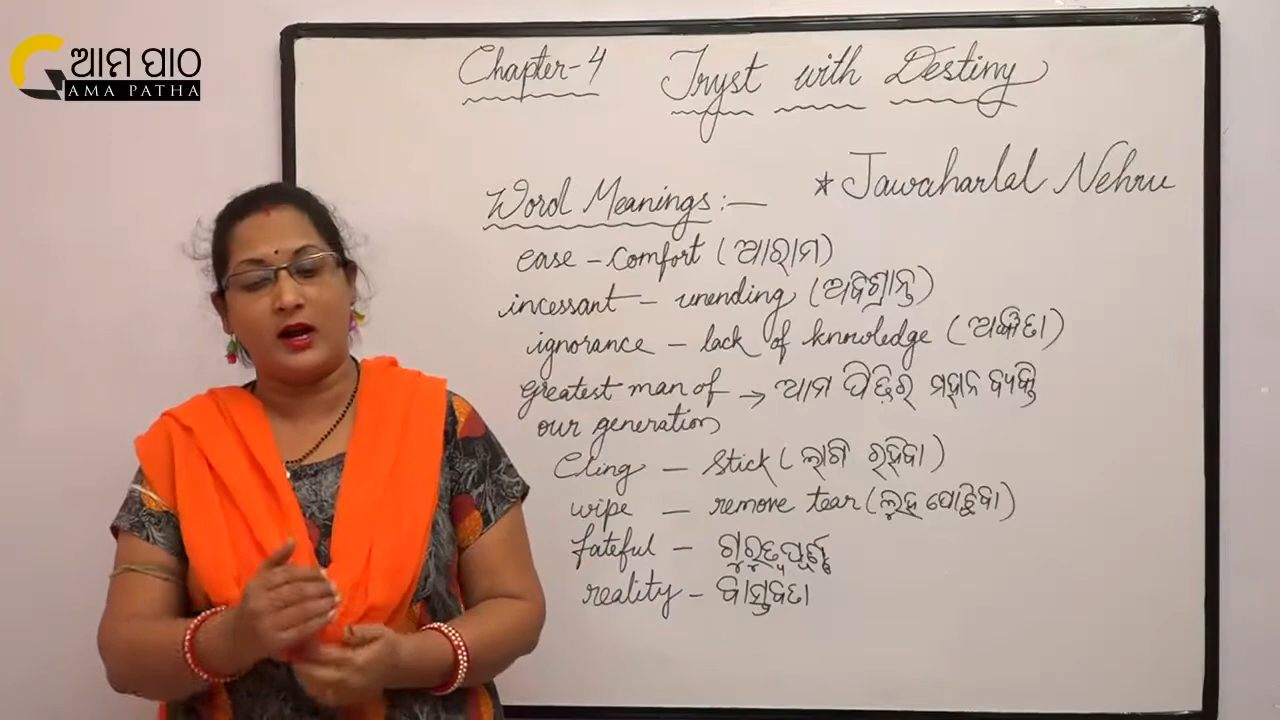 ଆମ ପାଠ
AMA PATHA
Chapter-4 Tryst with Destiny
* Jawaharlal Nehru
Word Meanings :—
ease – comfort (ଆରାମ)
incessant – unending (ଅବିଶ୍ରାନ୍ତ)
ignorance – lack of knowledge (ଅଜ୍ଞତା)
Greatest man of → ଆମ ପିଢ଼ିର ମହାନ ବ୍ୟକ୍ତି
our generation
Cling – stick (ଲାଗି ରହିବା)
wipe – remove tear (ଲୁହ ପୋଛିବା)
fateful – ଗୁରୁତ୍ୱପୂର୍ଣ୍ଣ
reality – ବାସ୍ତବତା